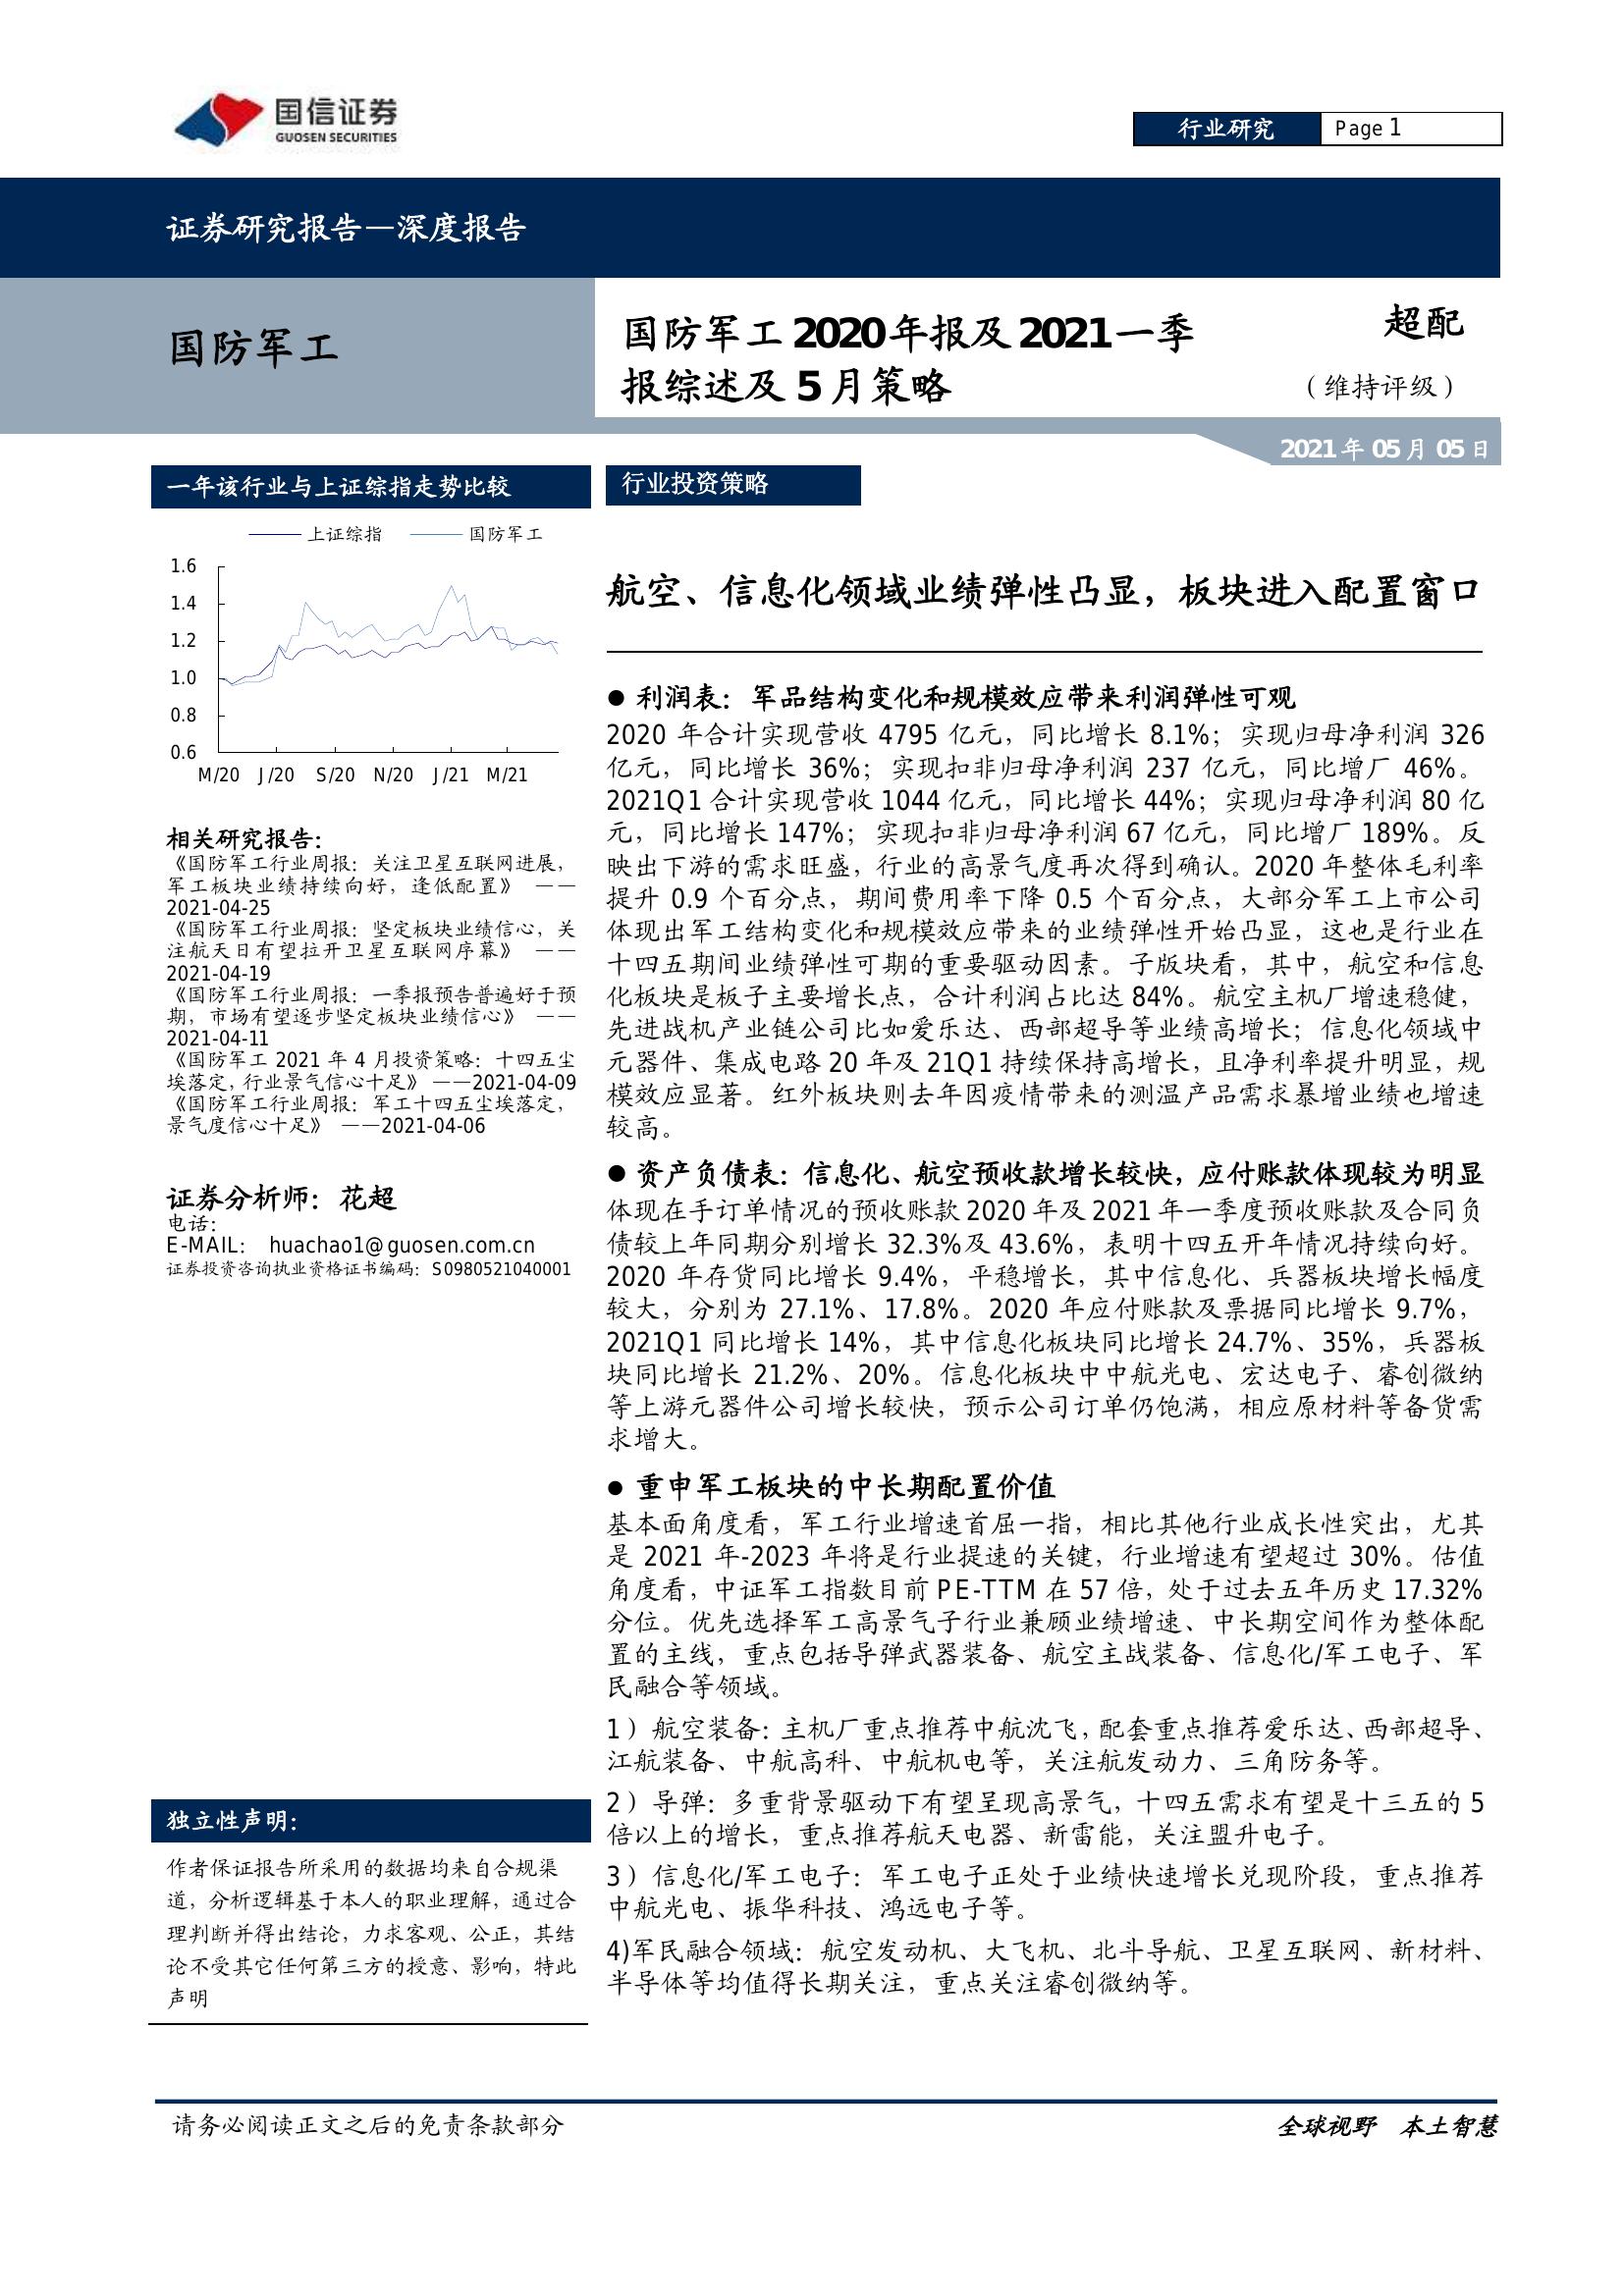 国信证券
GUOSEN SECURITIES
行业研究
Page 1
证券研究报告—深度报告
国防军工
国防军工 2020 年报及 2021 一季
报综述及 5 月策略
超配
（维持评级）
2021 年 05 月 05 日
一年该行业与上证综指走势比较
上证综指 国防军工
1.6
1.4
1.2
1.0
0.8
0.6
M/20 J/20 S/20 N/20 J/21 M/21
相关研究报告：
《国防军工行业周报：关注卫星互联网进展，
军工板块业绩持续向好，逢低配置》 ——
2021-04-25
《国防军工行业周报：坚定板块业绩信心，关
注航天日有望拉开卫星互联网序幕》 ——
2021-04-19
《国防军工行业周报：一季报预告普遍好于预
期，市场有望逐步坚定板块业绩信心》 ——
2021-04-11
《国防军工 2021 年 4 月投资策略：十四五尘
埃落定，行业景气信心十足》 ——2021-04-09
《国防军工行业周报：军工十四五尘埃落定，
景气度信心十足》 ——2021-04-06
证券分析师：花超
电话：
E-MAIL： huachao1@guosen.com.cn
证券投资咨询执业资格证书编码：S0980521040001
独立性声明：
作者保证报告所采用的数据均来自合规渠
道，分析逻辑基于本人的职业理解，通过合
理判断并得出结论，力求客观、公正，其结
论不受其它任何第三方的授意、影响，特此
声明
行业投资策略
航空、信息化领域业绩弹性凸显，板块进入配置窗口
● 利润表：军品结构变化和规模效应带来利润弹性可观
2020 年合计实现营收 4795 亿元，同比增长 8.1%；实现归母净利润 326
亿元，同比增长 36%；实现扣非归母净利润 237 亿元，同比增厂 46%。
2021Q1 合计实现营收 1044 亿元，同比增长 44%；实现归母净利润 80 亿
元，同比增长 147%；实现扣非归母净利润 67 亿元，同比增厂 189%。反
映出下游的需求旺盛，行业的高景气度再次得到确认。2020 年整体毛利率
提升 0.9 个百分点，期间费用率下降 0.5 个百分点，大部分军工上市公司
体现出军工结构变化和规模效应带来的业绩弹性开始凸显，这也是行业在
十四五期间业绩弹性可期的重要驱动因素。子版块看，其中，航空和信息
化板块是板子主要增长点，合计利润占比达 84%。航空主机厂增速稳健，
先进战机产业链公司比如爱乐达、西部超导等业绩高增长；信息化领域中
元器件、集成电路 20 年及 21Q1 持续保持高增长，且净利率提升明显，规
模效应显著。红外板块则去年因疫情带来的测温产品需求暴增业绩也增速
较高。
● 资产负债表：信息化、航空预收款增长较快，应付账款体现较为明显
体现在手订单情况的预收账款 2020 年及 2021 年一季度预收账款及合同负
债较上年同期分别增长 32.3%及 43.6%，表明十四五开年情况持续向好。
2020 年存货同比增长 9.4%，平稳增长，其中信息化、兵器板块增长幅度
较大，分别为 27.1%、17.8%。2020 年应付账款及票据同比增长 9.7%，
2021Q1 同比增长 14%，其中信息化板块同比增长 24.7%、35%，兵器板
块同比增长 21.2%、20%。信息化板块中中航光电、宏达电子、睿创微纳
等上游元器件公司增长较快，预示公司订单仍饱满，相应原材料等备货需
求增大。
● 重申军工板块的中长期配置价值
基本面角度看，军工行业增速首屈一指，相比其他行业成长性突出，尤其
是 2021 年-2023 年将是行业提速的关键，行业增速有望超过 30%。估值
角度看，中证军工指数目前 PE-TTM 在 57 倍，处于过去五年历史 17.32%
分位。优先选择军工高景气子行业兼顾业绩增速、中长期空间作为整体配
置的主线，重点包括导弹武器装备、航空主战装备、信息化/军工电子、军
民融合等领域。
1）航空装备：主机厂重点推荐中航沈飞，配套重点推荐爱乐达、西部超导、
江航装备、中航高科、中航机电等，关注航发动力、三角防务等。
2）导弹：多重背景驱动下有望呈现高景气，十四五需求有望是十三五的 5
倍以上的增长，重点推荐航天电器、新雷能，关注盟升电子。
3）信息化/军工电子：军工电子正处于业绩快速增长兑现阶段，重点推荐
中航光电、振华科技、鸿远电子等。
4)军民融合领域：航空发动机、大飞机、北斗导航、卫星互联网、新材料、
半导体等均值得长期关注，重点关注睿创微纳等。
请务必阅读正文之后的免责条款部分
全球视野 本土智慧